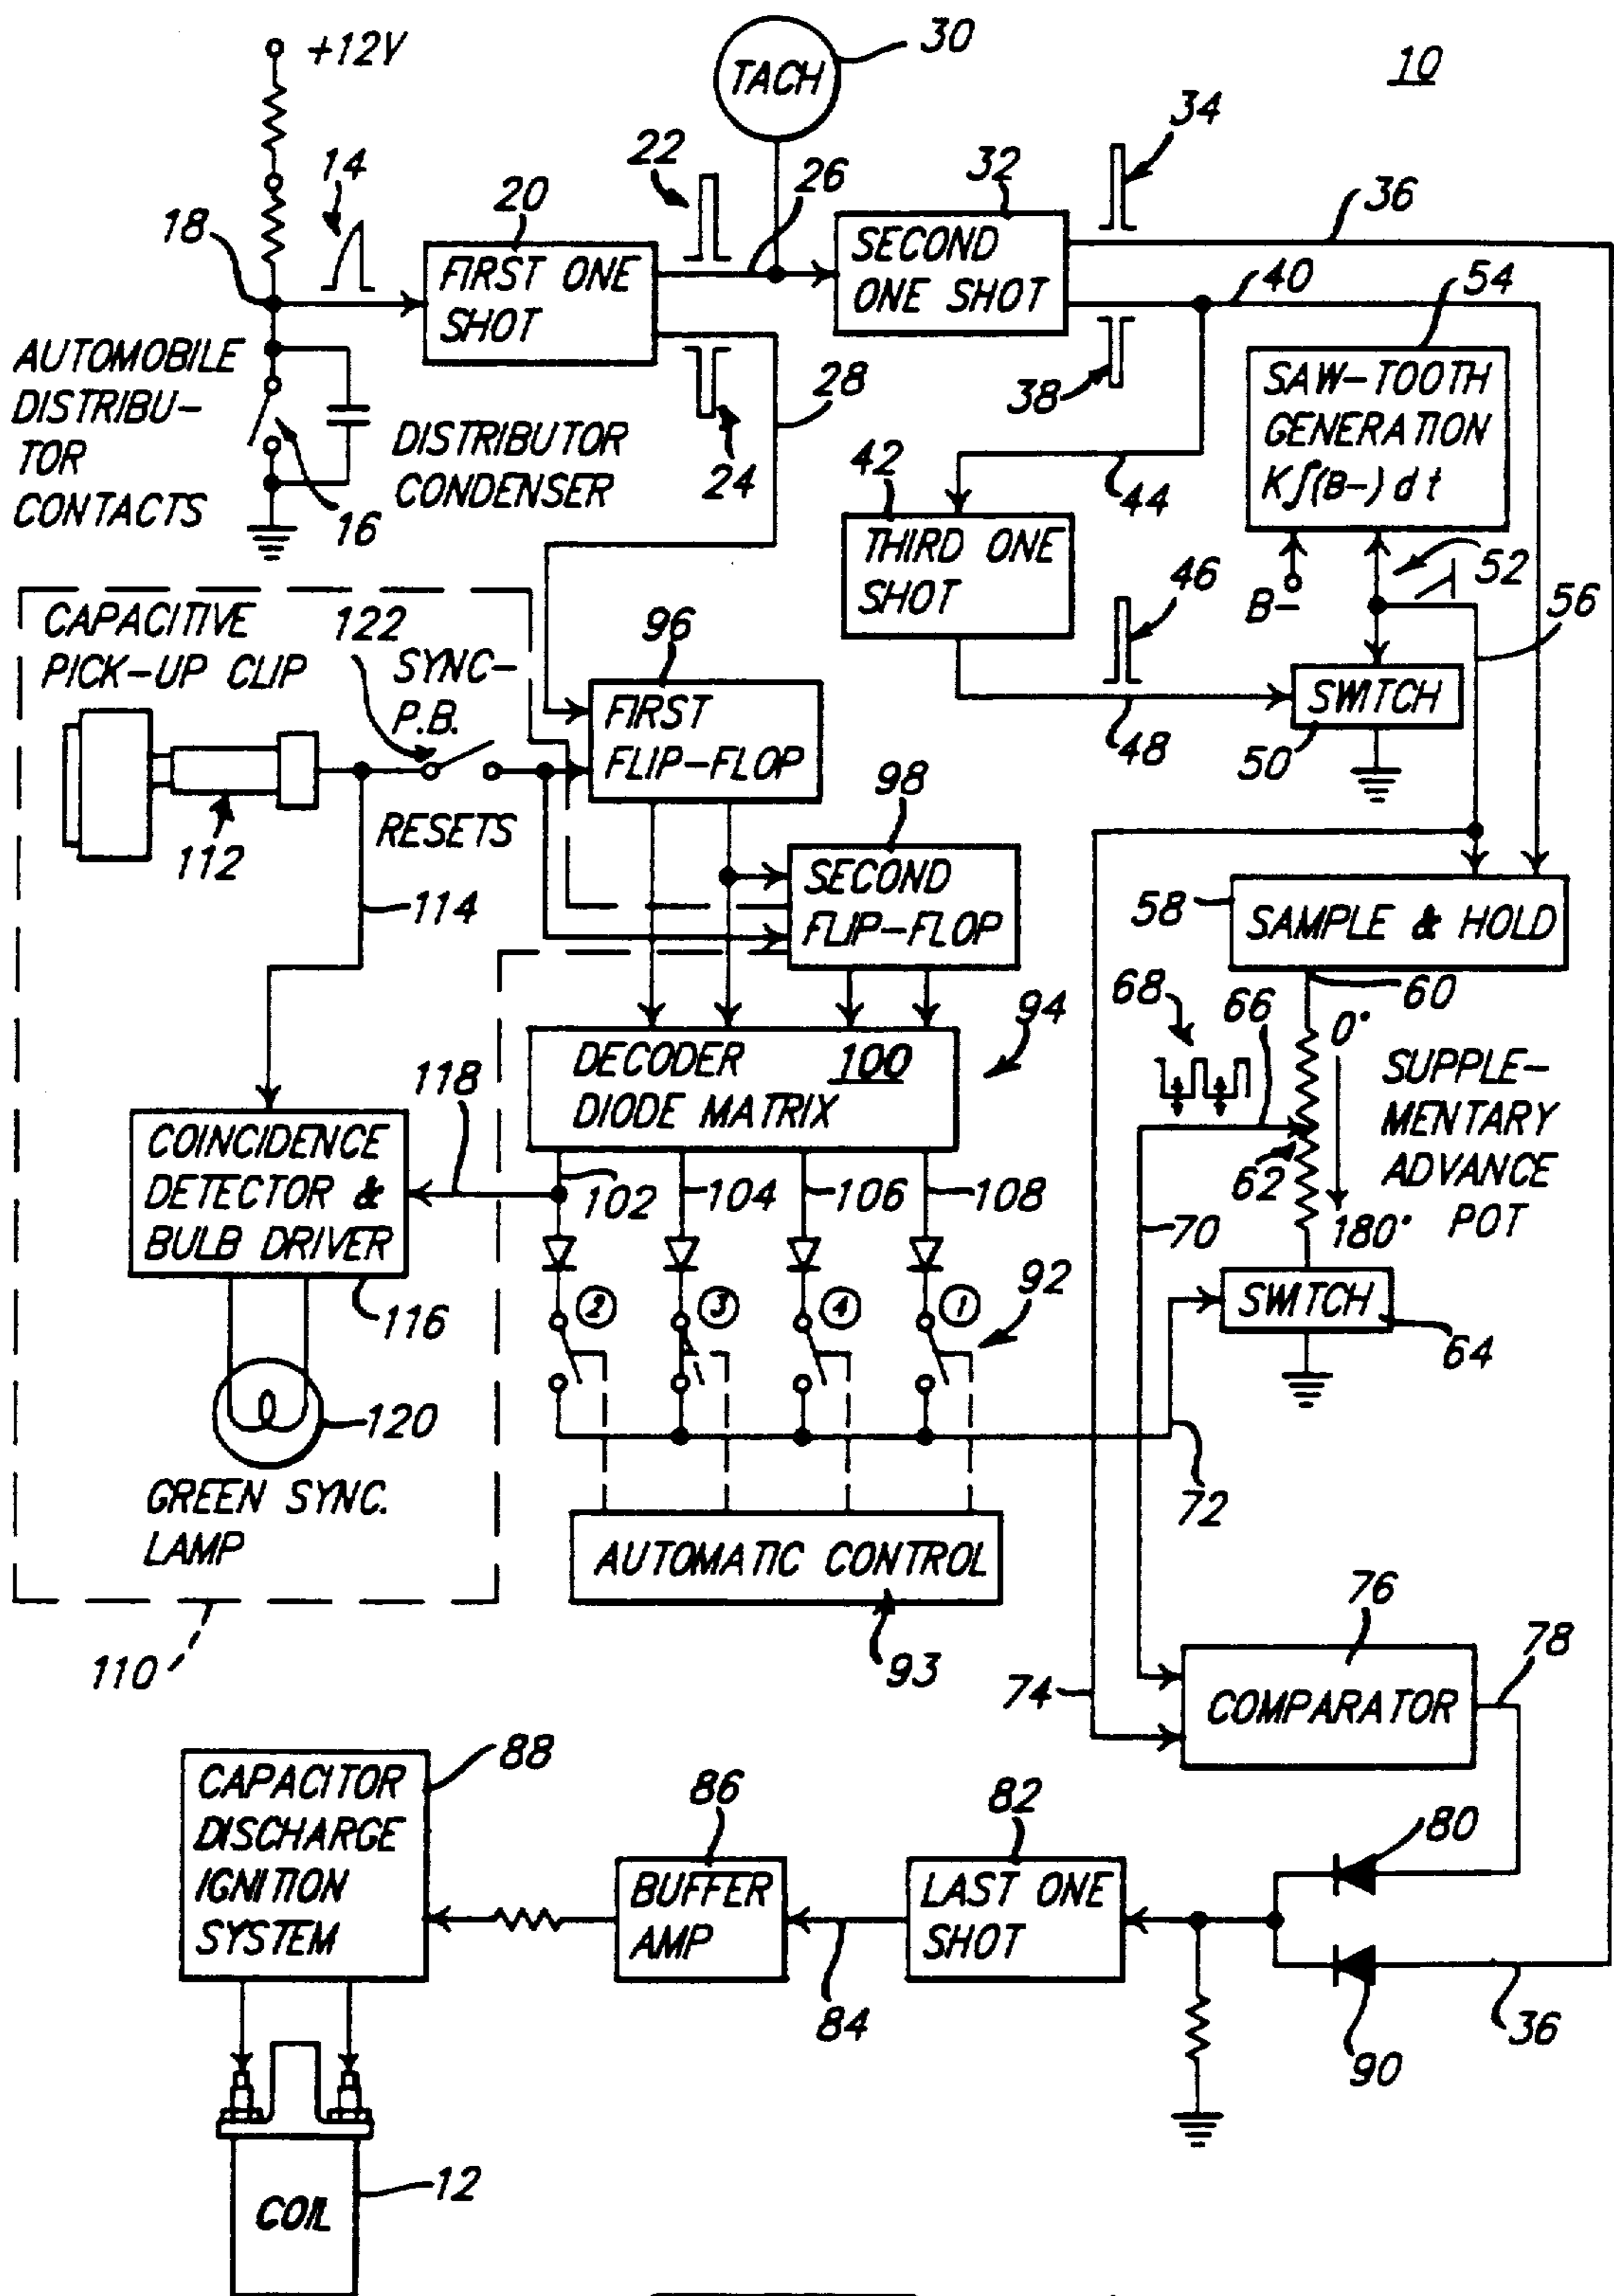 +12V
TACH
30
10
14
18
20
22
26
32
34
36
FIRST ONE
SHOT
SECOND
ONE SHOT
40
54
AUTOMOBILE
DISTRIBU-
TOR
CONTACTS
16
DISTRIBUTOR
CONDENSER
24
28
38
SAW-TOOTH
GENERATION
K∫(B-) dt
42
44
THIRD ONE
SHOT
46
48
B-
52
56
SWITCH
50
CAPACITIVE
PICK-UP CLIP
122
SYNC-
P.B.
96
FIRST
FLIP-FLOP
112
RESETS
98
SECOND
FLIP-FLOP
114
58
SAMPLE & HOLD
60
68
66
0°
62
180°
SUPPLE-
MENTARY
ADVANCE
POT
94
DECODER 100
DIODE MATRIX
118
COINCIDENCE
DETECTOR &
BULB DRIVER
102
104
106
108
70
116
2
3
4
1
92
SWITCH
64
120
GREEN SYNC.
LAMP
72
AUTOMATIC CONTROL
93
110
74
76
COMPARATOR
78
88
CAPACITOR
DISCHARGE
IGNITION
SYSTEM
86
BUFFER
AMP
82
LAST ONE
SHOT
80
84
90
36
COIL
12